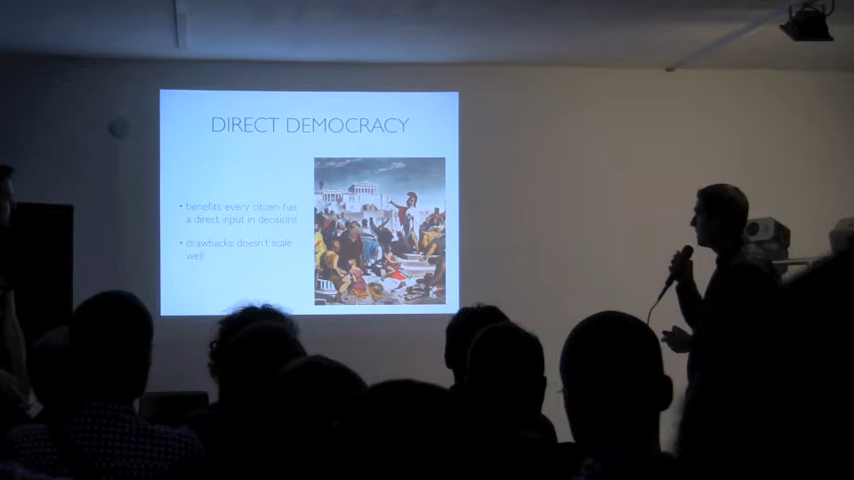 DIRECT DEMOCRACY
• benefits: every citizen has
a direct input in decisions
• drawbacks: doesn't scale
well